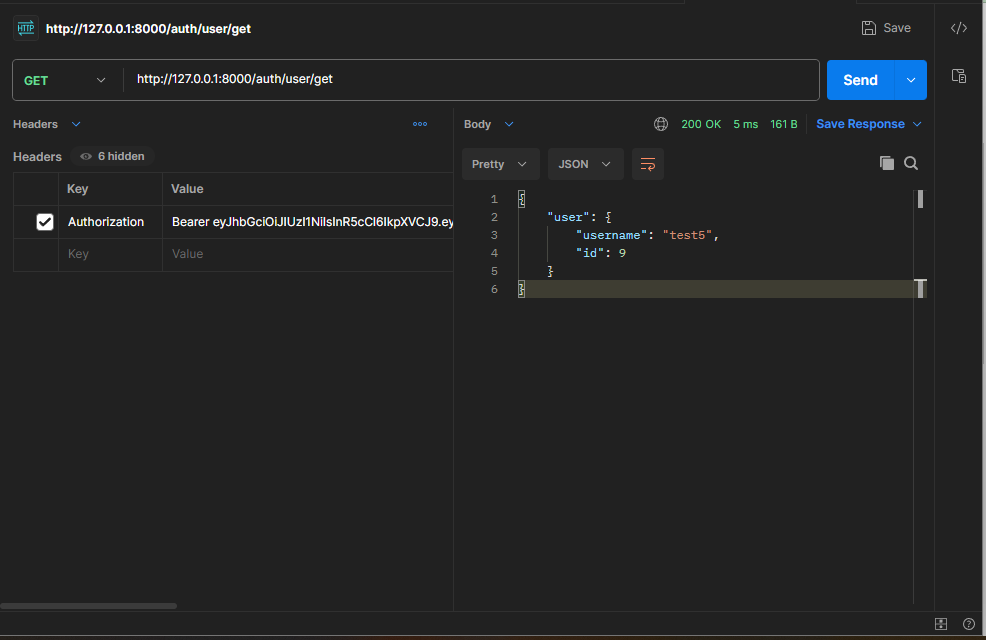 HTTP http://127.0.0.1:8000/auth/user/get Save </>
GET http://127.0.0.1:8000/auth/user/get Send
Headers
Headers 6 hidden
Key Value
Authorization Bearer eyJhbGciOiJIUzI1NiIsInR5cCI6IkpXVCJ9.ey
Key Value
Body 200 OK 5 ms 161 B Save Response
Pretty JSON
1 {
2 "user": {
3 "username": "test5",
4 "id": 9
5 }
6 }